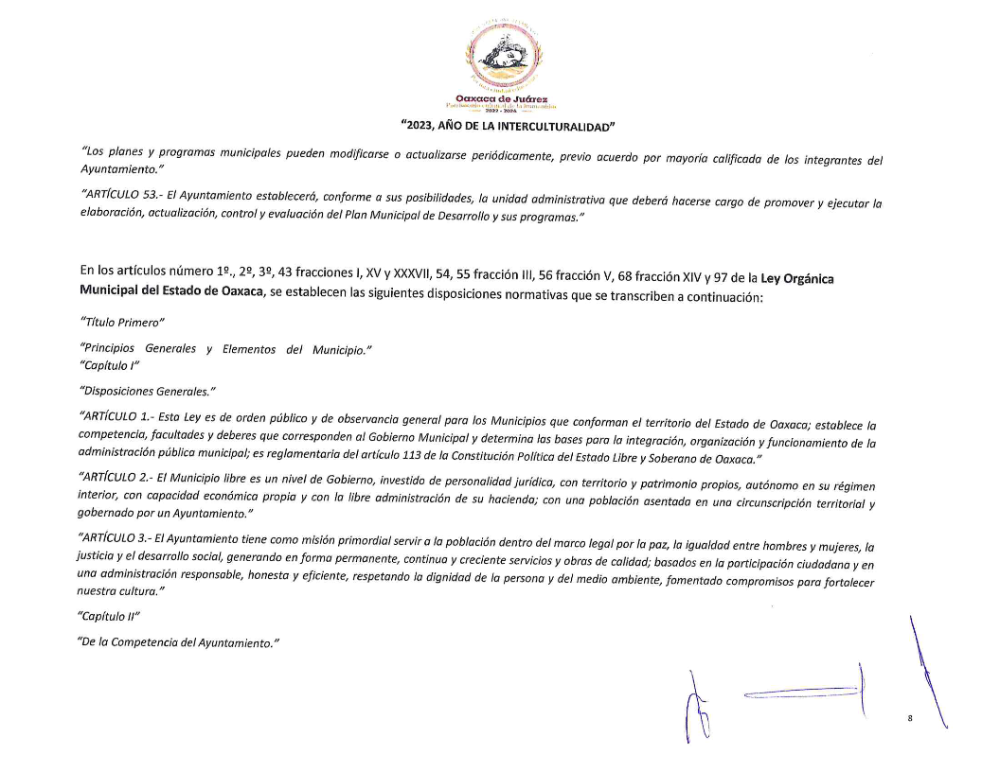 Oaxaca de Juárez
Patrimonio cultural de la humanidad
2022 - 2024
"2023, AÑO DE LA INTERCULTURALIDAD"
"Los planes y programas municipales pueden modificarse o actualizarse periódicamente, previo acuerdo por mayoría calificada de los integrantes del
Ayuntamiento."
"ARTÍCULO 53.- El Ayuntamiento establecerá, conforme a sus posibilidades, la unidad administrativa que deberá hacerse cargo de promover y ejecutar la
elaboración, actualización, control y evaluación del Plan Municipal de Desarrollo y sus programas."
En los artículos número 1º., 2º, 3º, 43 fracciones I, XV y XXXVII, 54, 55 fracción III, 56 fracción V, 68 fracción XIV y 97 de la Ley Orgánica
Municipal del Estado de Oaxaca, se establecen las siguientes disposiciones normativas que se transcriben a continuación:
"Título Primero"
"Principios Generales y Elementos del Municipio."
"Capítulo I"
"Disposiciones Generales."
"ARTÍCULO 1.- Esta Ley es de orden público y de observancia general para los Municipios que conforman el territorio del Estado de Oaxaca; establece la
competencia, facultades y deberes que corresponden al Gobierno Municipal y determina las bases para la integración, organización y funcionamiento de la
administración pública municipal; es reglamentaria del artículo 113 de la Constitución Política del Estado Libre y Soberano de Oaxaca."
"ARTÍCULO 2.- El Municipio libre es un nivel de Gobierno, investido de personalidad jurídica, con territorio y patrimonio propios, autónomo en su régimen
interior, con capacidad económica propia y con la libre administración de su hacienda; con una población asentada en una circunscripción territorial y
gobernado por un Ayuntamiento."
"ARTÍCULO 3.- El Ayuntamiento tiene como misión primordial servir a la población dentro del marco legal por la paz, la igualdad entre hombres y mujeres, la
justicia y el desarrollo social, generando en forma permanente, continua y creciente servicios y obras de calidad; basados en la participación ciudadana y en
una administración responsable, honesta y eficiente, respetando la dignidad de la persona y del medio ambiente, fomentado compromisos para fortalecer
nuestra cultura."
"Capítulo II"
"De la Competencia del Ayuntamiento."
8